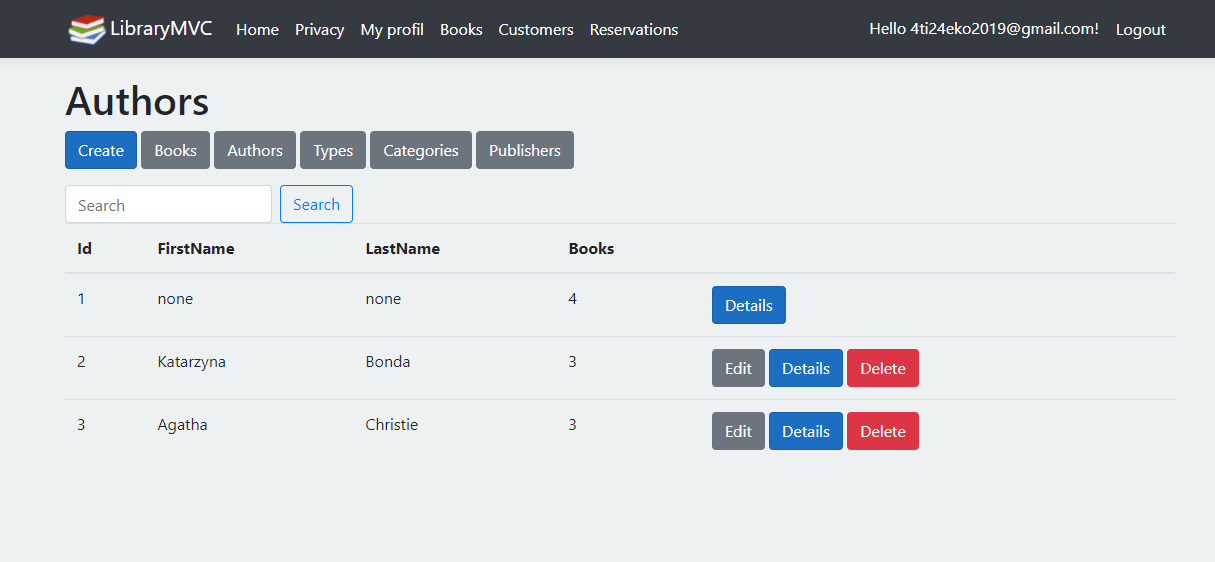 LibraryMVC Home Privacy My profil Books Customers Reservations Hello 4ti24eko2019@gmail.com! Logout
Authors
Create Books Authors Types Categories Publishers
Search Search
Id FirstName LastName Books
1 none none 4 Details
2 Katarzyna Bonda 3 Edit Details Delete
3 Agatha Christie 3 Edit Details Delete